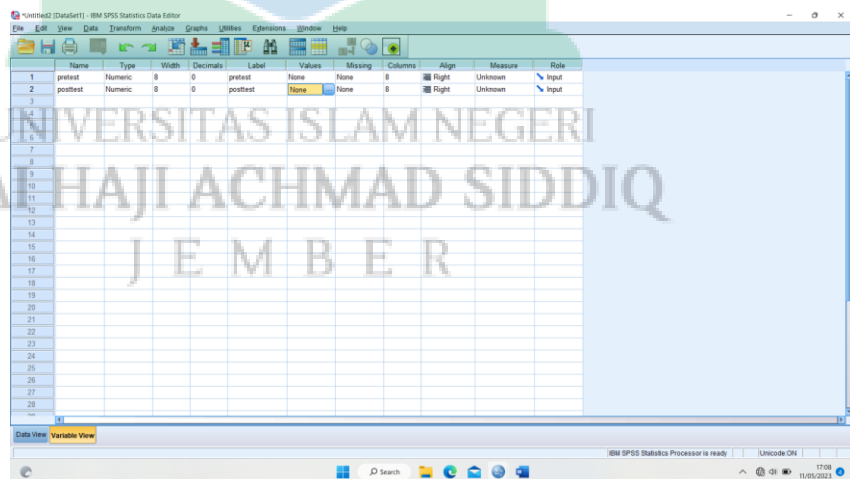 *Untitled2 [DataSet1] - IBM SPSS Statistics Data Editor
File Edit View Data Transform Analyze Graphs Utilities Extensions Window Help
Name Type Width Decimals Label Values Missing Columns Align Measure Role
1 pretest Numeric 8 0 pretest None None 8 Right Unknown Input
2 posttest Numeric 8 0 posttest None ... None 8 Right Unknown Input
3
4
5
6
UNIVERSITAS ISLAM NEGERI
7
8
9
10
11
HAJI ACHMAD SIDDIQ
12
13
14
15
16
17
JEMBER
18
19
20
21
22
23
24
25
26
27
28
Data View Variable View
IBM SPSS Statistics Processor is ready Unicode:ON
Search
17:08
11/05/2023